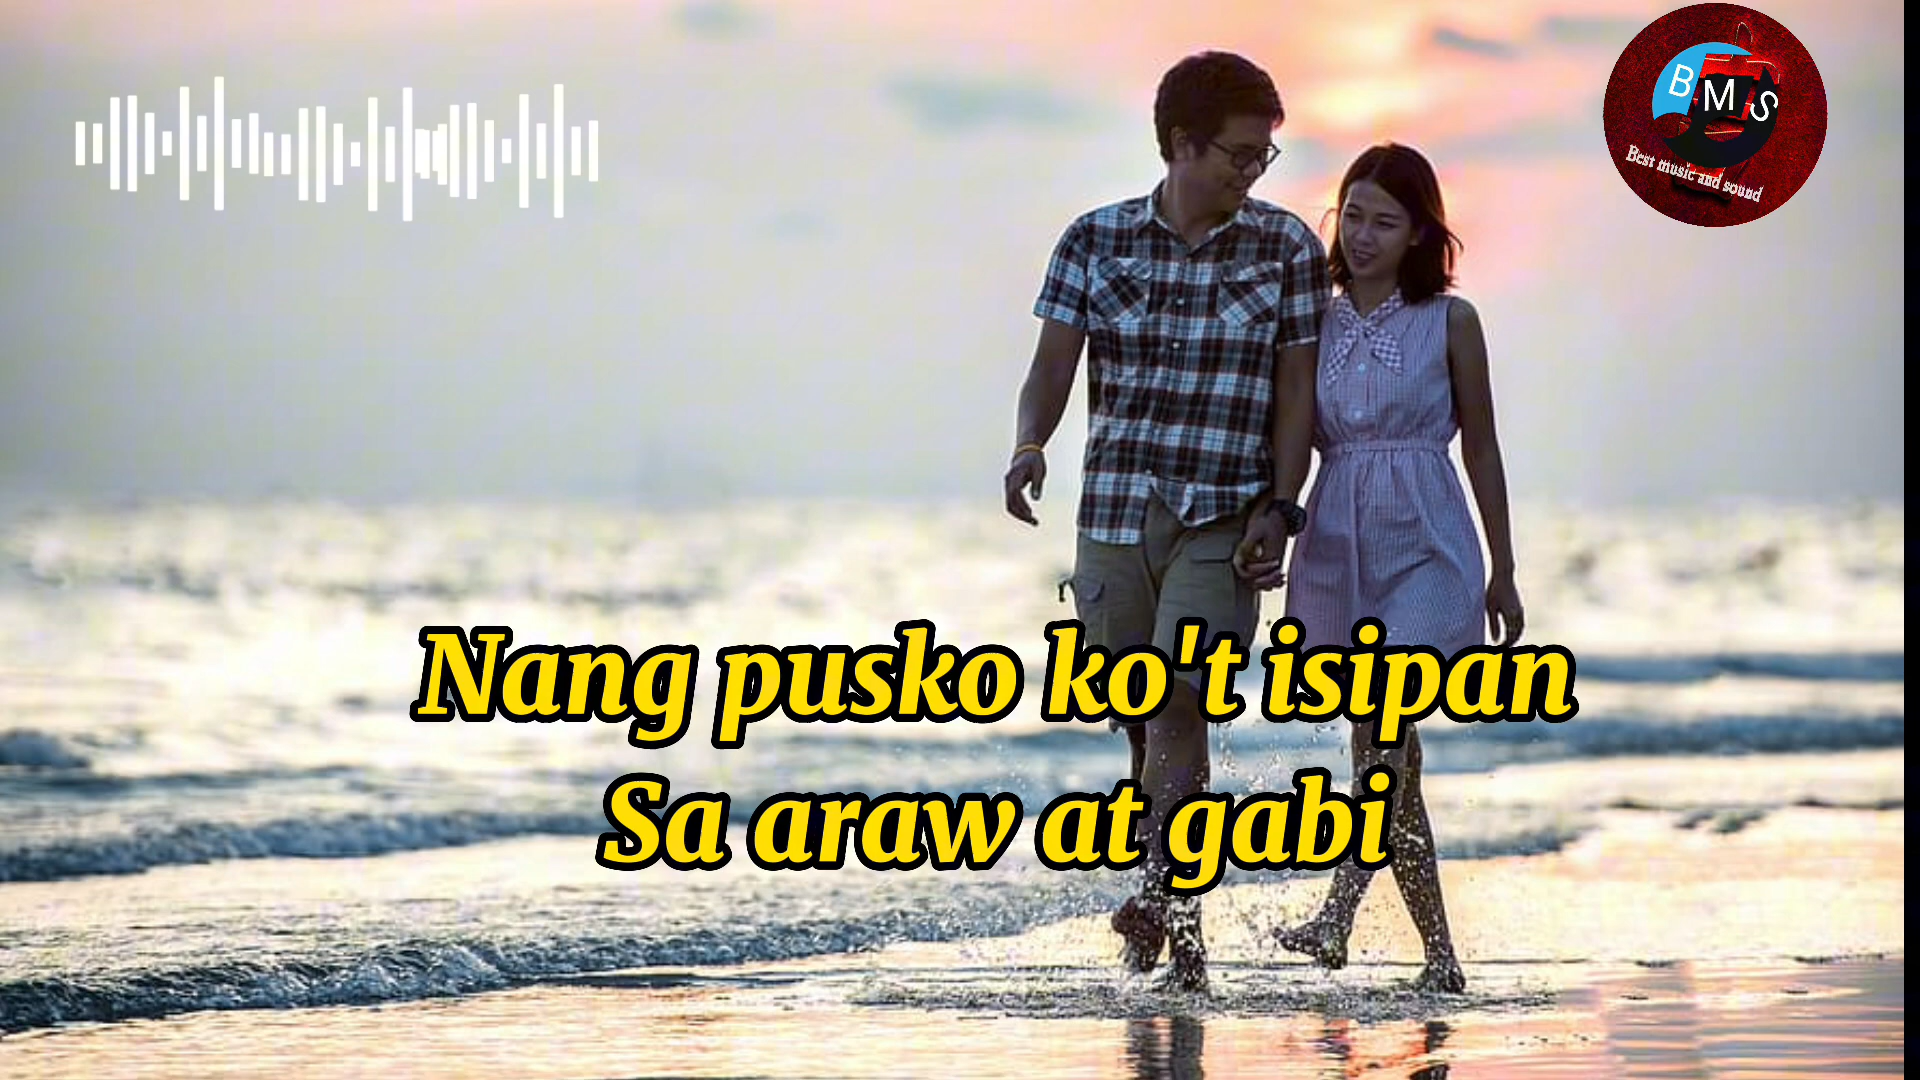 BMS
Best music and sound
Nang pusko ko't isipan
Sa araw at gabi